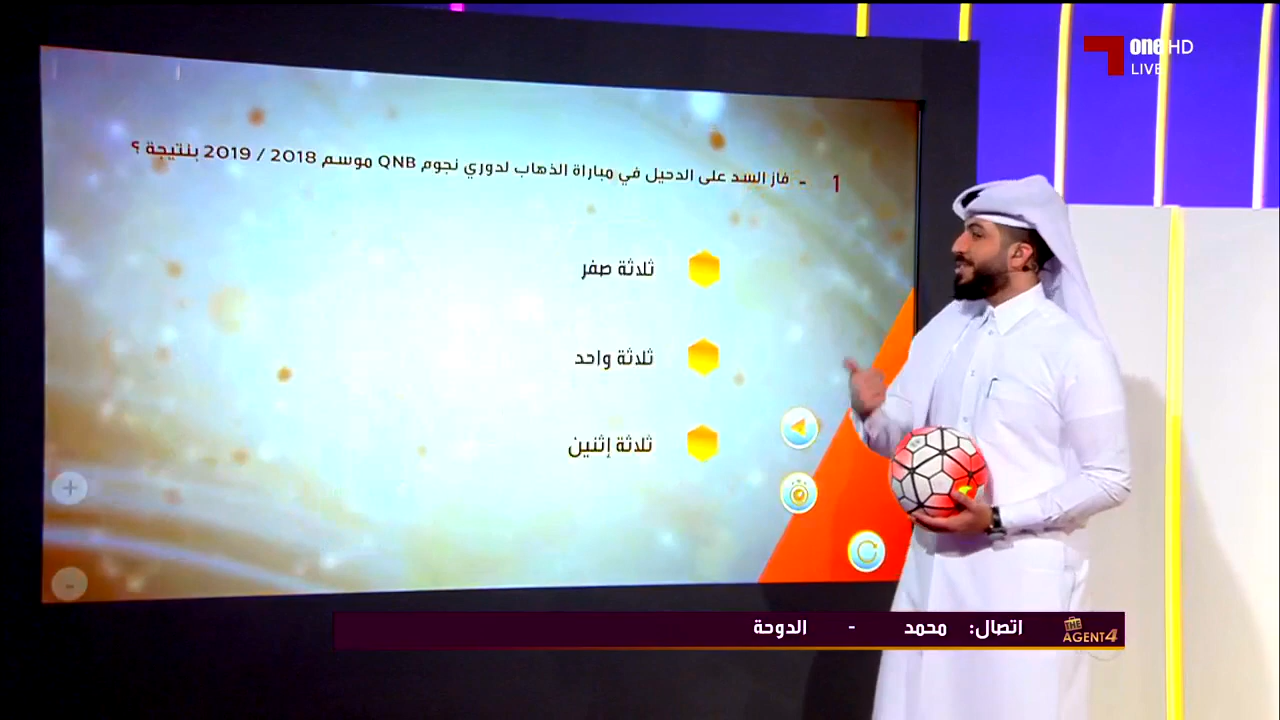 one HD
LIVE
1 - فاز السد على الدحيل في مباراة الذهاب لدوري نجوم QNB موسم 2018 / 2019 بنتيجة ؟
ثلاثة صفر
ثلاثة واحد
ثلاثة إثنين
+
-
اتصال: محمد - الدوحة
THE
AGENT4